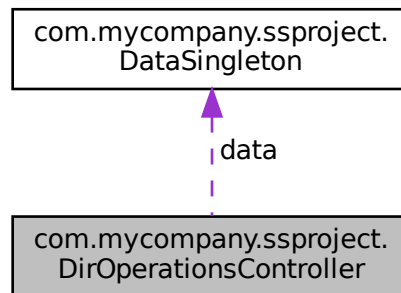 com.mycompany.ssproject.
DataSingleton
data
com.mycompany.ssproject.
DirOperationsController